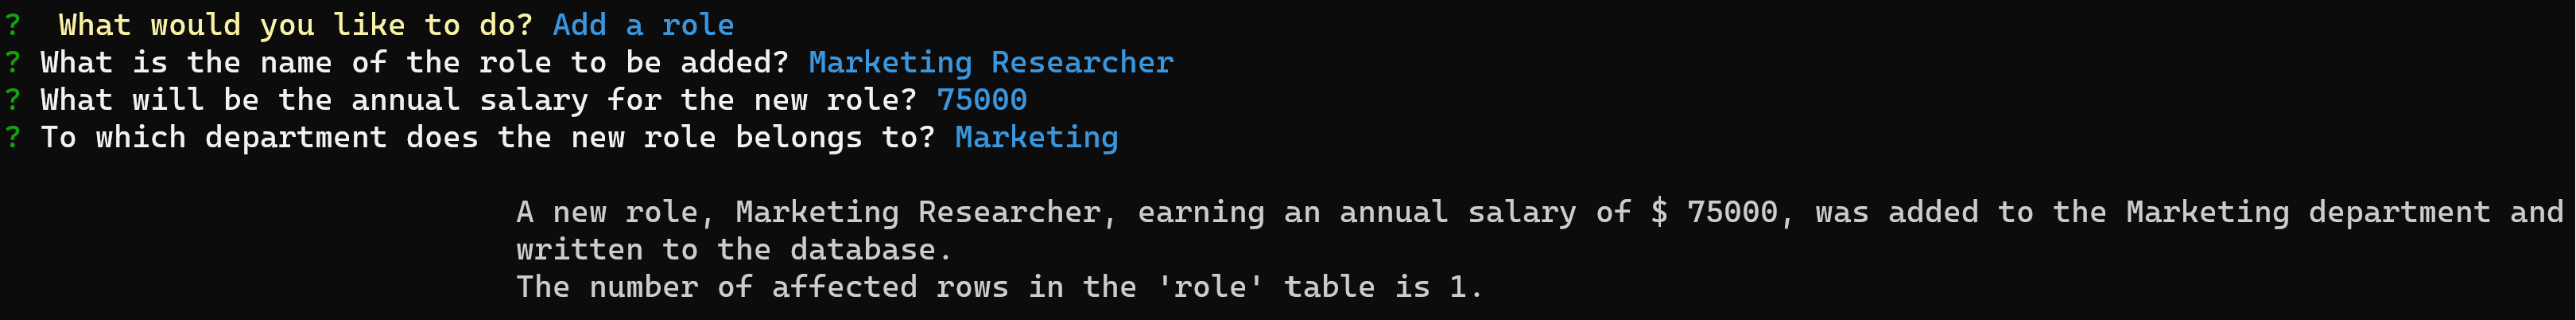 ? What would you like to do? Add a role
? What is the name of the role to be added? Marketing Researcher
? What will be the annual salary for the new role? 75000
? To which department does the new role belongs to? Marketing
A new role, Marketing Researcher, earning an annual salary of $ 75000, was added to the Marketing department and
written to the database.
The number of affected rows in the 'role' table is 1.